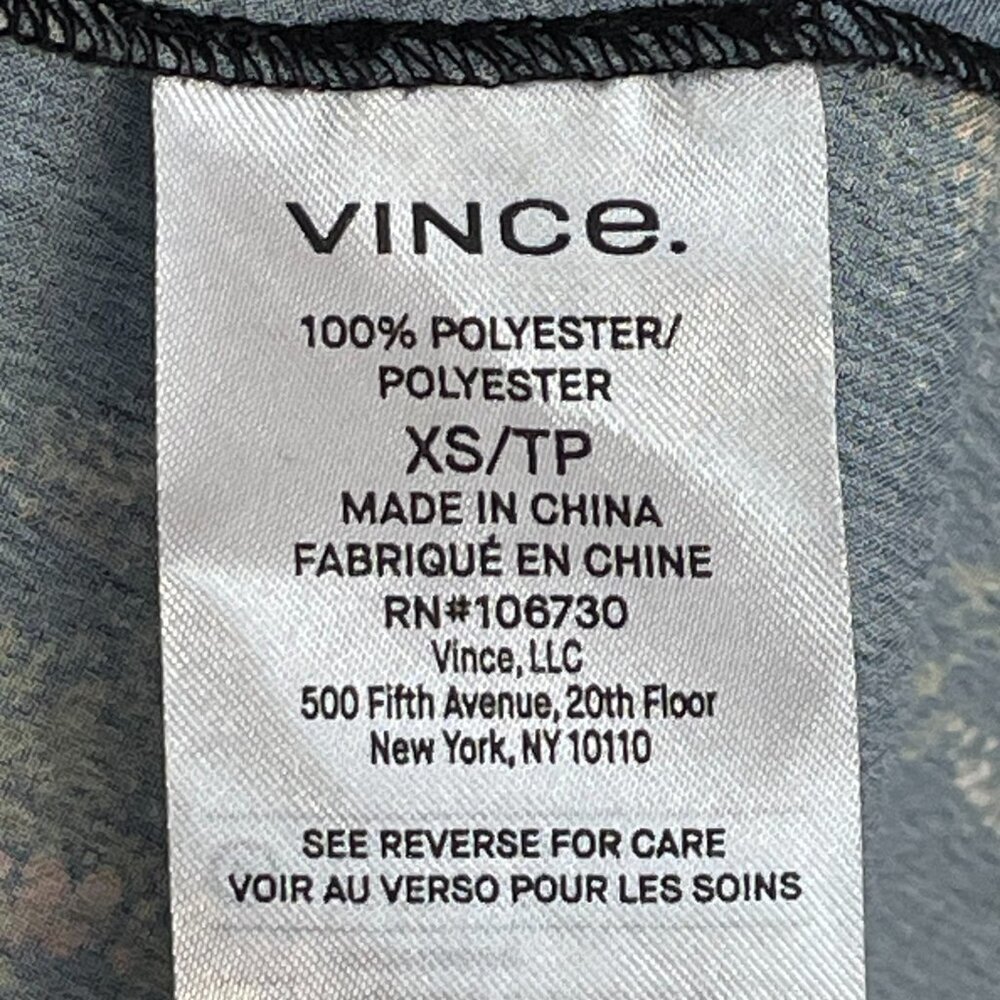 VINCe.
100% POLYESTER/
POLYESTER
XS/TP
MADE IN CHINA
FABRIQUÉ EN CHINE
RN#106730
Vince, LLC
500 Fifth Avenue, 20th Floor
New York, NY 10110
SEE REVERSE FOR CARE
VOIR AU VERSO POUR LES SOINS